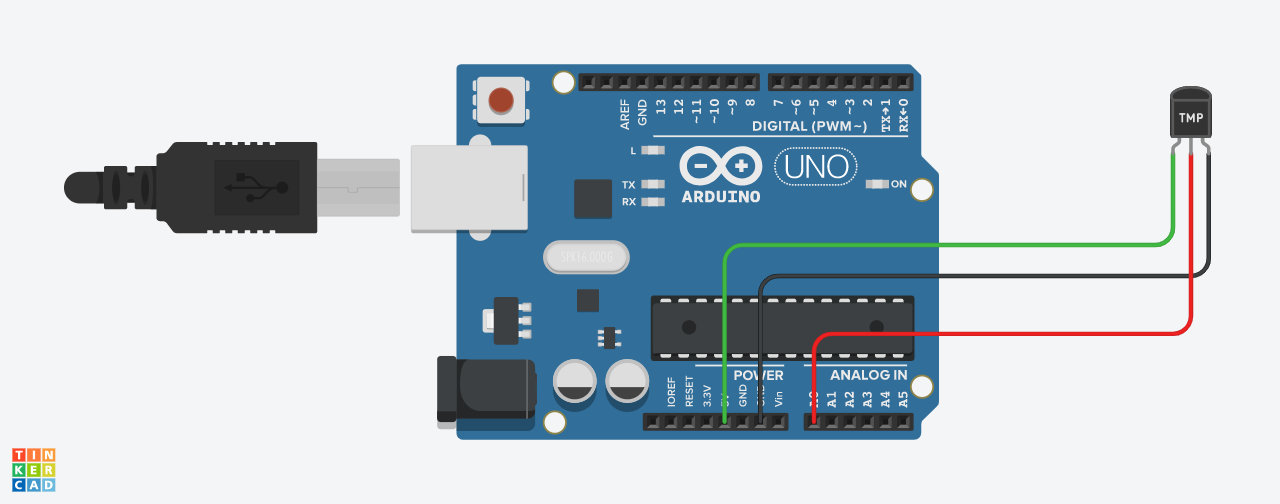 AREF
GND
13
12
~11
~10
~9
8
7
~6
~5
4
~3
2
TX→1
RX←0
DIGITAL (PWM~)
L
TX
RX
ARDUINO
UNO
ON
TMP
SPK16.000G
POWER
ANALOG IN
IOREF
RESET
3.3V
5V
GND
GND
Vin
A0
A1
A2
A3
A4
A5
TIN
KER
CAD